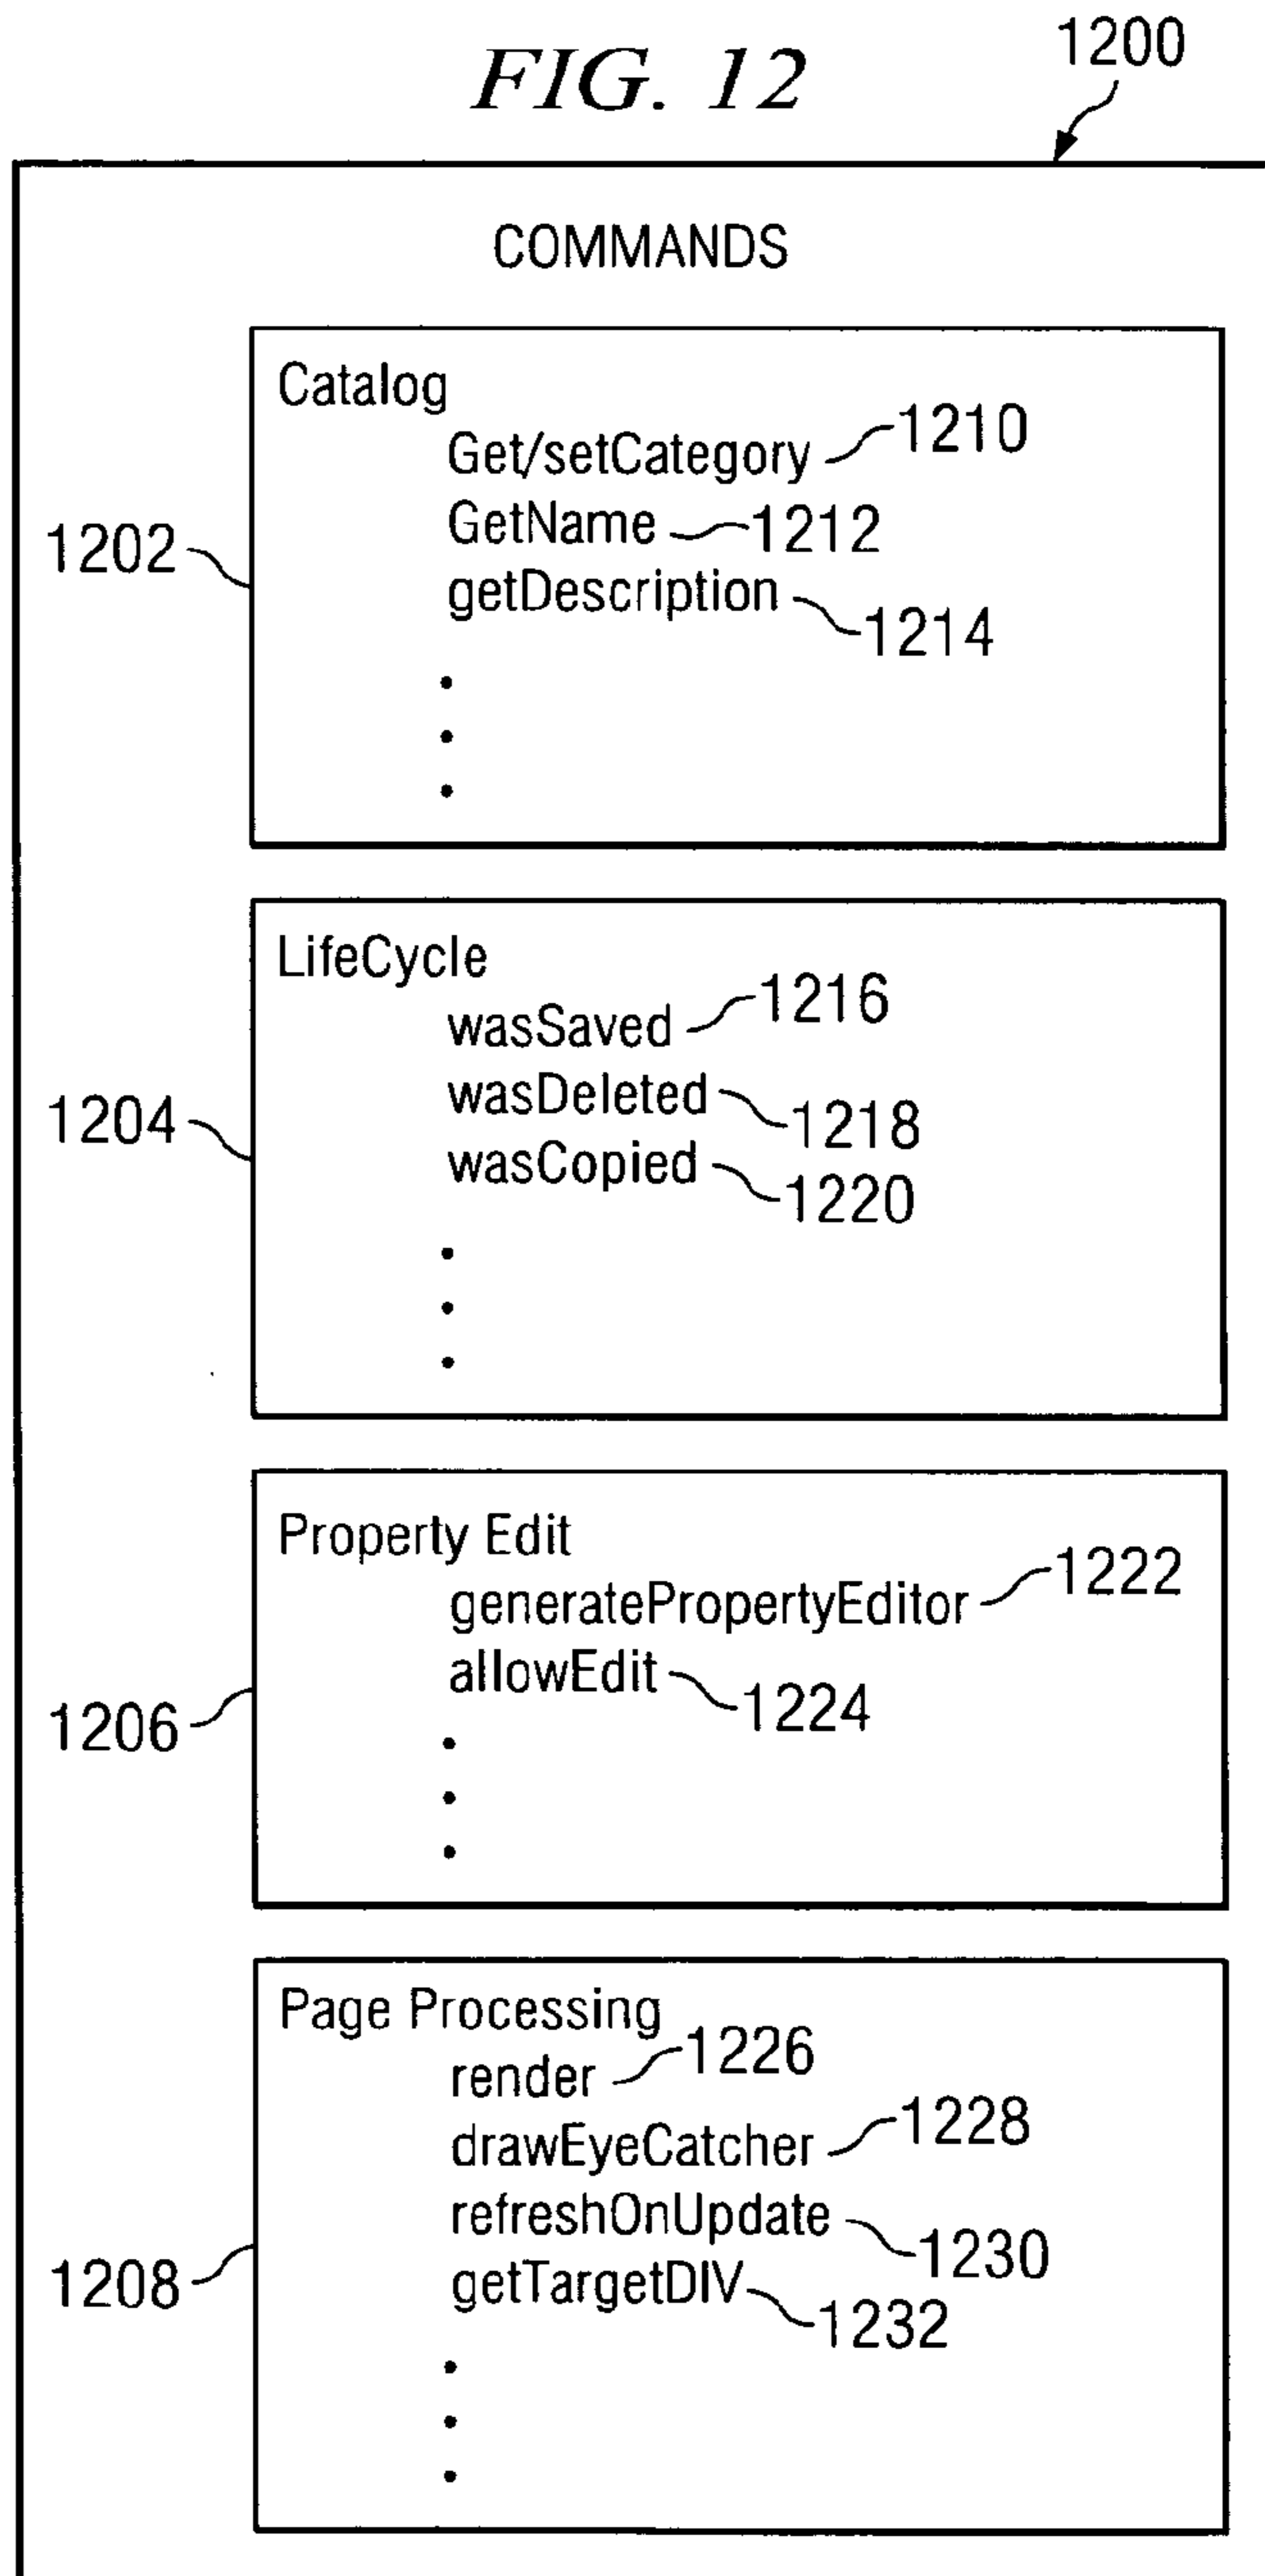 FIG. 12
1200
COMMANDS
Catalog
Get/setCategory 1210
GetName 1212
1202
getDescription 1214
LifeCycle
wasSaved 1216
wasDeleted 1218
1204
wasCopied 1220
Property Edit
generatePropertyEditor 1222
allowEdit 1224
1206
Page Processing
render 1226
drawEyeCatcher 1228
refreshOnUpdate 1230
1208
getTargetDIV 1232